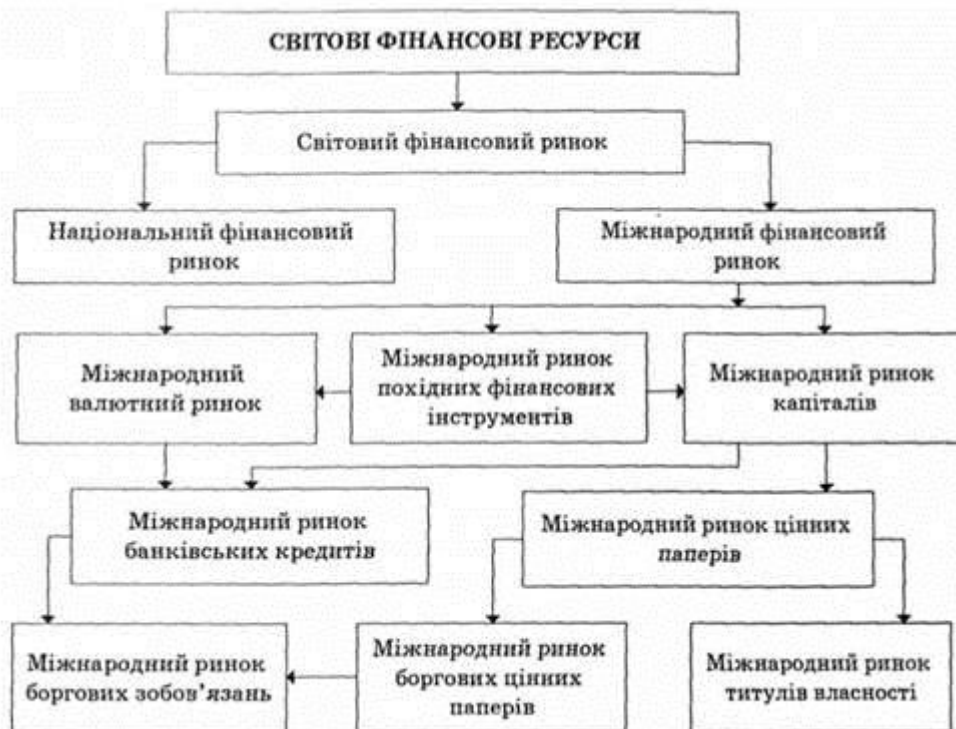 СВІТОВІ ФІНАНСОВІ РЕСУРСИ
Світовий фінансовий ринок
Національний фінансовий
ринок
Міжнародний фінансовий
ринок
Міжнародний
валютний ринок
Міжнародний ринок
похідних фінансових
інструментів
Міжнародний ринок
капіталів
Міжнародний ринок
банківських кредитів
Міжнародний ринок цінних
паперів
Міжнародний ринок
боргових зобов’язань
Міжнародний ринок
боргових цінних
паперів
Міжнародний ринок
титулів власності